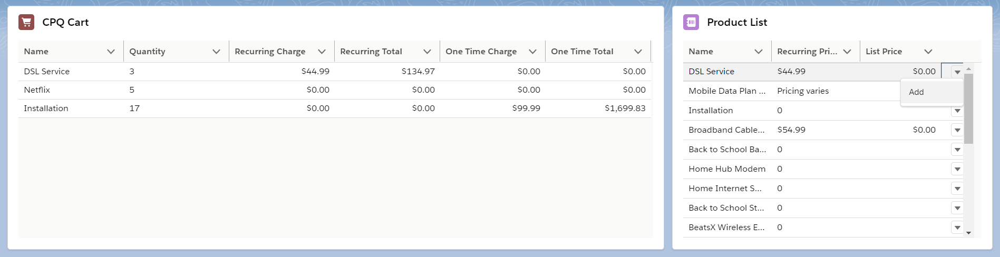 CPQ Cart
Name Quantity Recurring Charge Recurring Total One Time Charge One Time Total
DSL Service 3 $44.99 $134.97 $0.00 $0.00
Netflix 5 $0.00 $0.00 $0.00 $0.00
Installation 17 $0.00 $0.00 $99.99 $1,699.83
Product List
Name Recurring Pri... List Price
DSL Service $44.99 $0.00
Mobile Data Plan ... Pricing varies
Add
Installation 0
Broadband Cable... $54.99 $0.00
Back to School Ba... 0
Home Hub Modem 0
Home Internet S... 0
Back to School St... 0
BeatsX Wireless E... 0